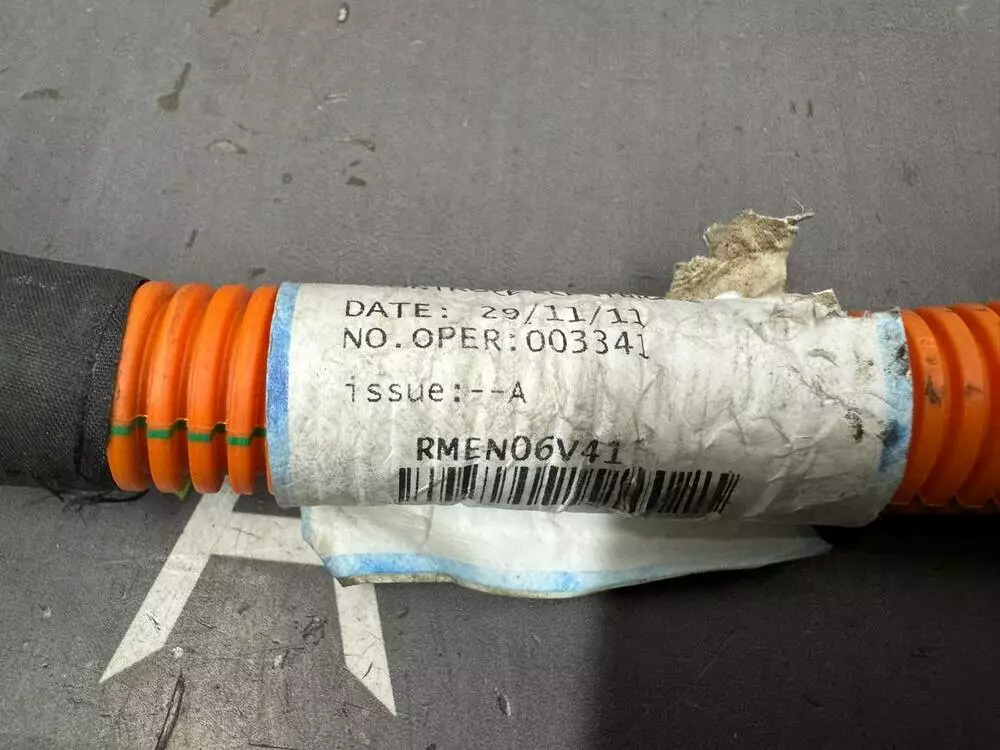 DATE: 29/11/11
NO.OPER:003341
issue:--A
RMEN06V41